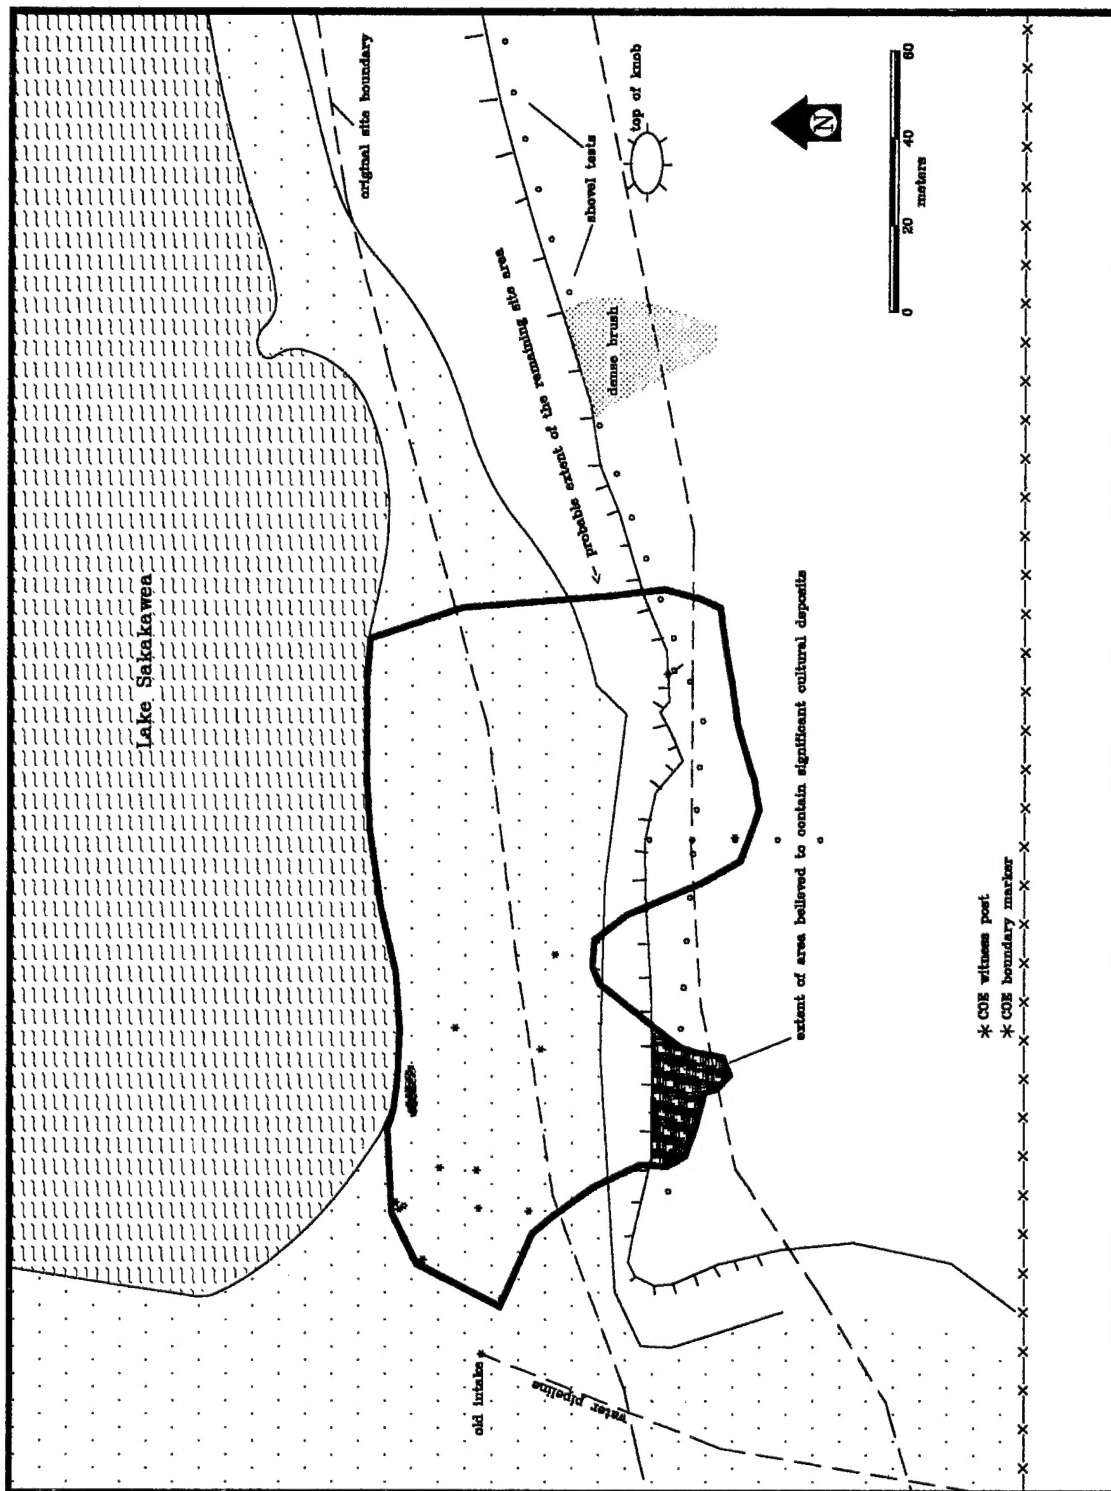 Lake Sakakawea
original site boundary
top of knob
shovel tests
N
60
40
20
0
meters
dense brush
<- probable extent of the remaining site area
extent of area believed to contain significant cultural deposits
* COE witness post
* COE boundary marker
old intake *
water pipeline